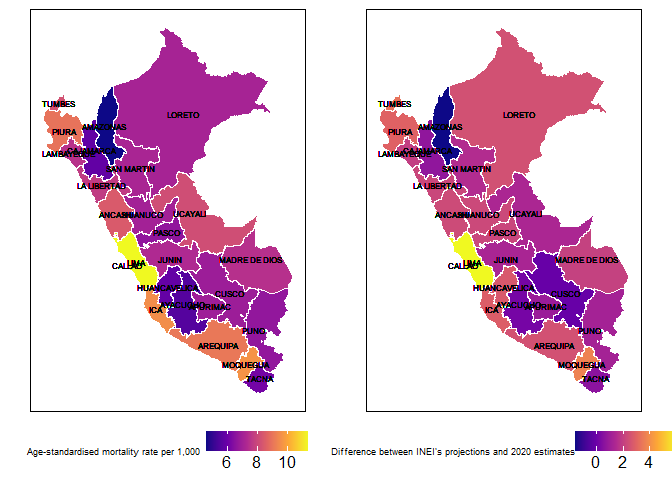 TUMBES
PIURA
AMAZONAS
LORETO
LAMBAYEQUE
CAJAMARCA
SAN MARTIN
LA LIBERTAD
ANCASH
HUANUCO
UCAYALI
PASCO
JUNIN
MADRE DE DIOS
LIMA
CALLAO
HUANCAVELICA
CUSCO
AYACUCHO
APURIMAC
ICA
PUNO
AREQUIPA
MOQUEGUA
TACNA
Age-standardised mortality rate per 1,000
6 8 10
TUMBES
PIURA
AMAZONAS
LORETO
LAMBAYEQUE
CAJAMARCA
SAN MARTIN
LA LIBERTAD
ANCASH
HUANUCO
UCAYALI
PASCO
JUNIN
MADRE DE DIOS
LIMA
CALLAO
HUANCAVELICA
CUSCO
AYACUCHO
APURIMAC
ICA
PUNO
AREQUIPA
MOQUEGUA
TACNA
Difference between INEI's projections and 2020 estimates
0 2 4